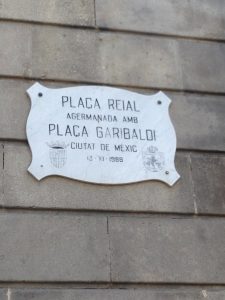 PLAÇA REIAL
AGERMANADA AMB
PLAÇA GARIBALDI
CIUTAT DE MÈXIC